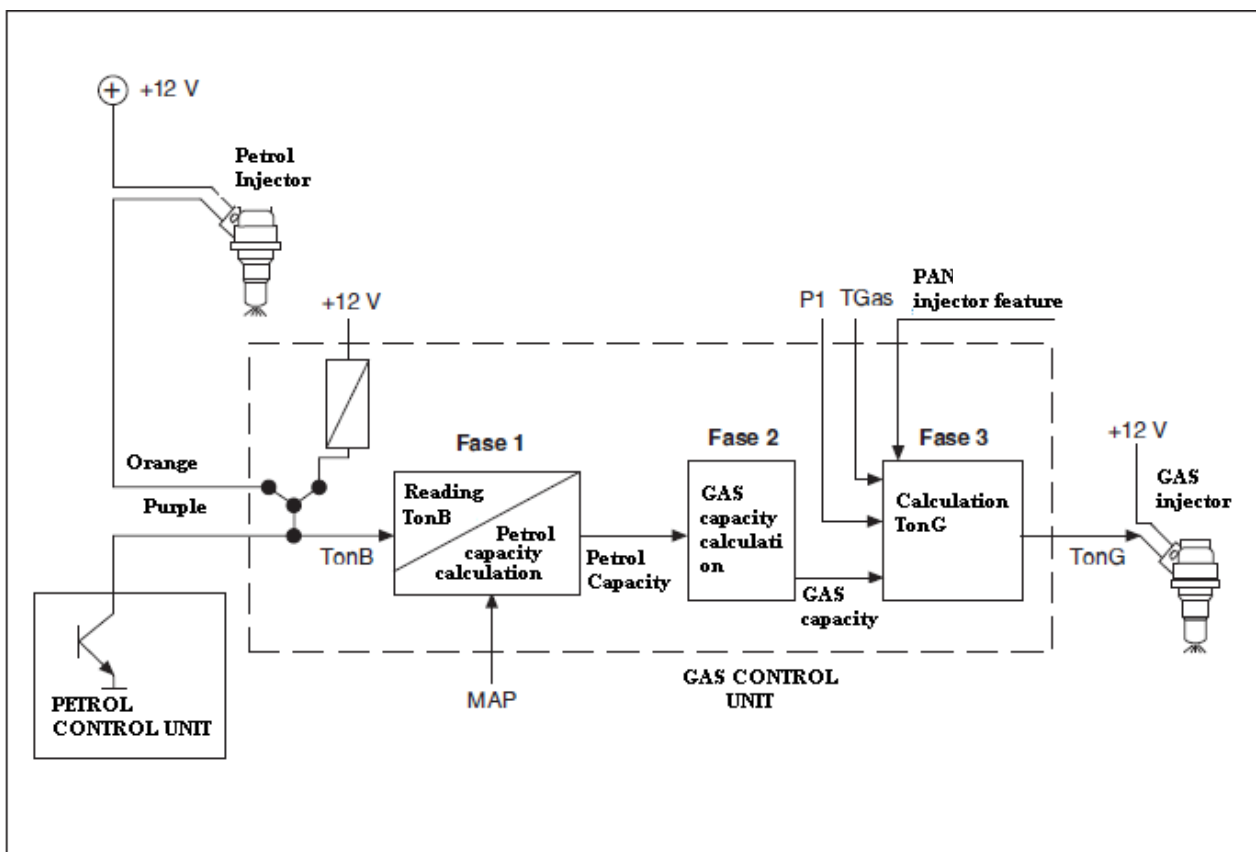 +12 V
Petrol
Injector
+12 V
P1 TGas
PAN
injector feature
Fase 1
Fase 2
Fase 3
+12 V
GAS
injector
Orange
Purple
TonB
Reading
TonB
Petrol
capacity
calculation
Petrol
Capacity
GAS
capacity
calculati
on
GAS
capacity
Calculation
TonG
TonG
MAP
GAS CONTROL
UNIT
PETROL
CONTROL UNIT